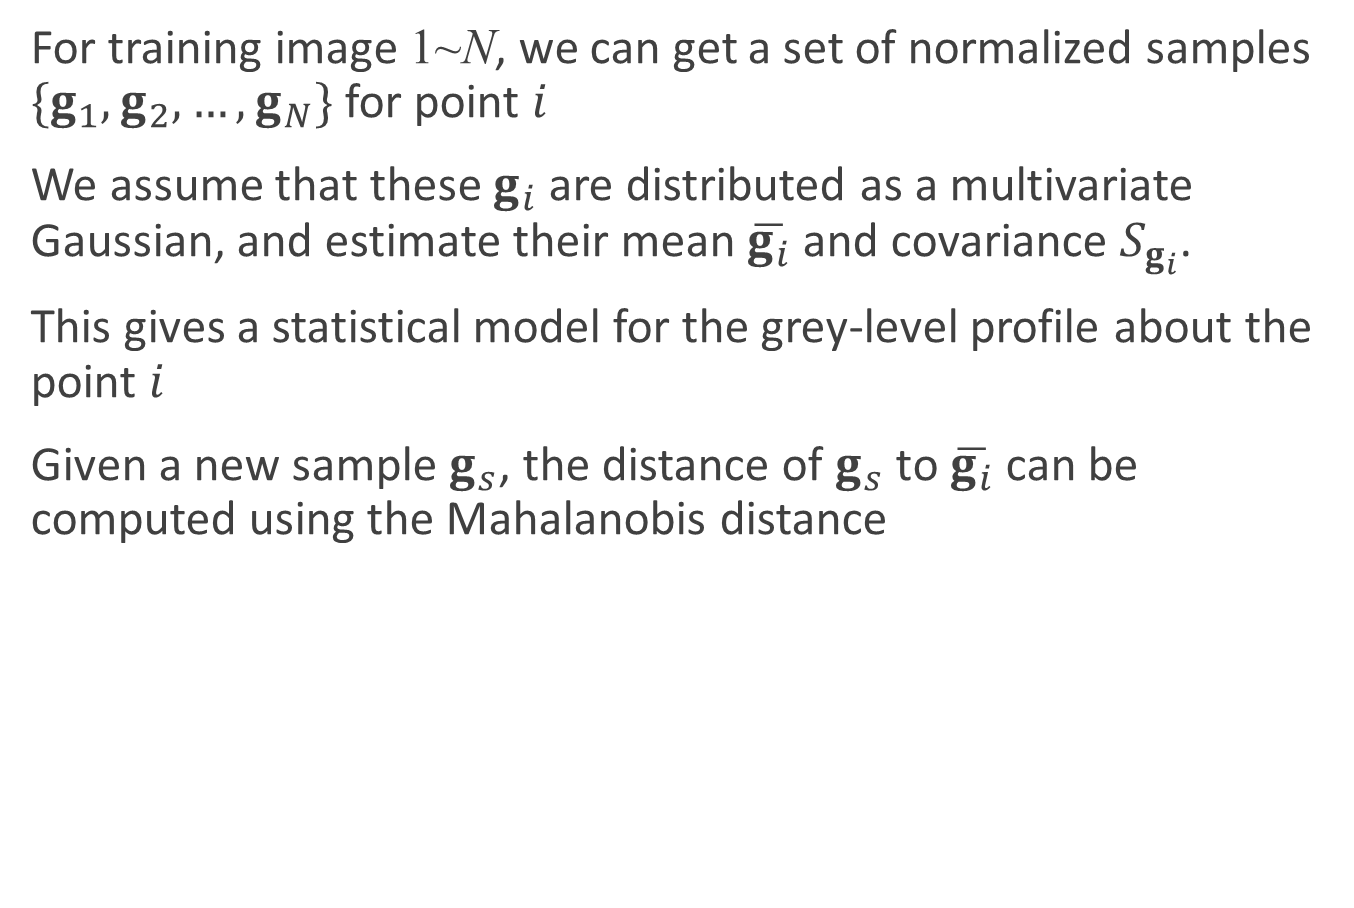 For training image 1~N, we can get a set of normalized samples
{g₁, g₂, … , g_N} for point i
We assume that these gᵢ are distributed as a multivariate
Gaussian, and estimate their mean g̅ᵢ and covariance S_gᵢ.
This gives a statistical model for the grey-level profile about the
point i
Given a new sample gₛ, the distance of gₛ to g̅ᵢ can be
computed using the Mahalanobis distance